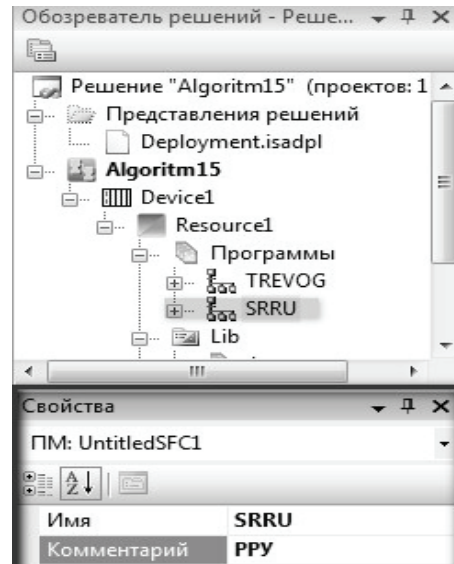 Обозреватель решений - Реше...
Решение "Algoritm15" (проектов: 1
Представления решений
Deployment.isadpl
Algoritm15
Device1
Resource1
Программы
TREVOG
SRRU
Lib
Свойства
ПМ: UntitledSFC1
Имя SRRU
Комментарий РРУ